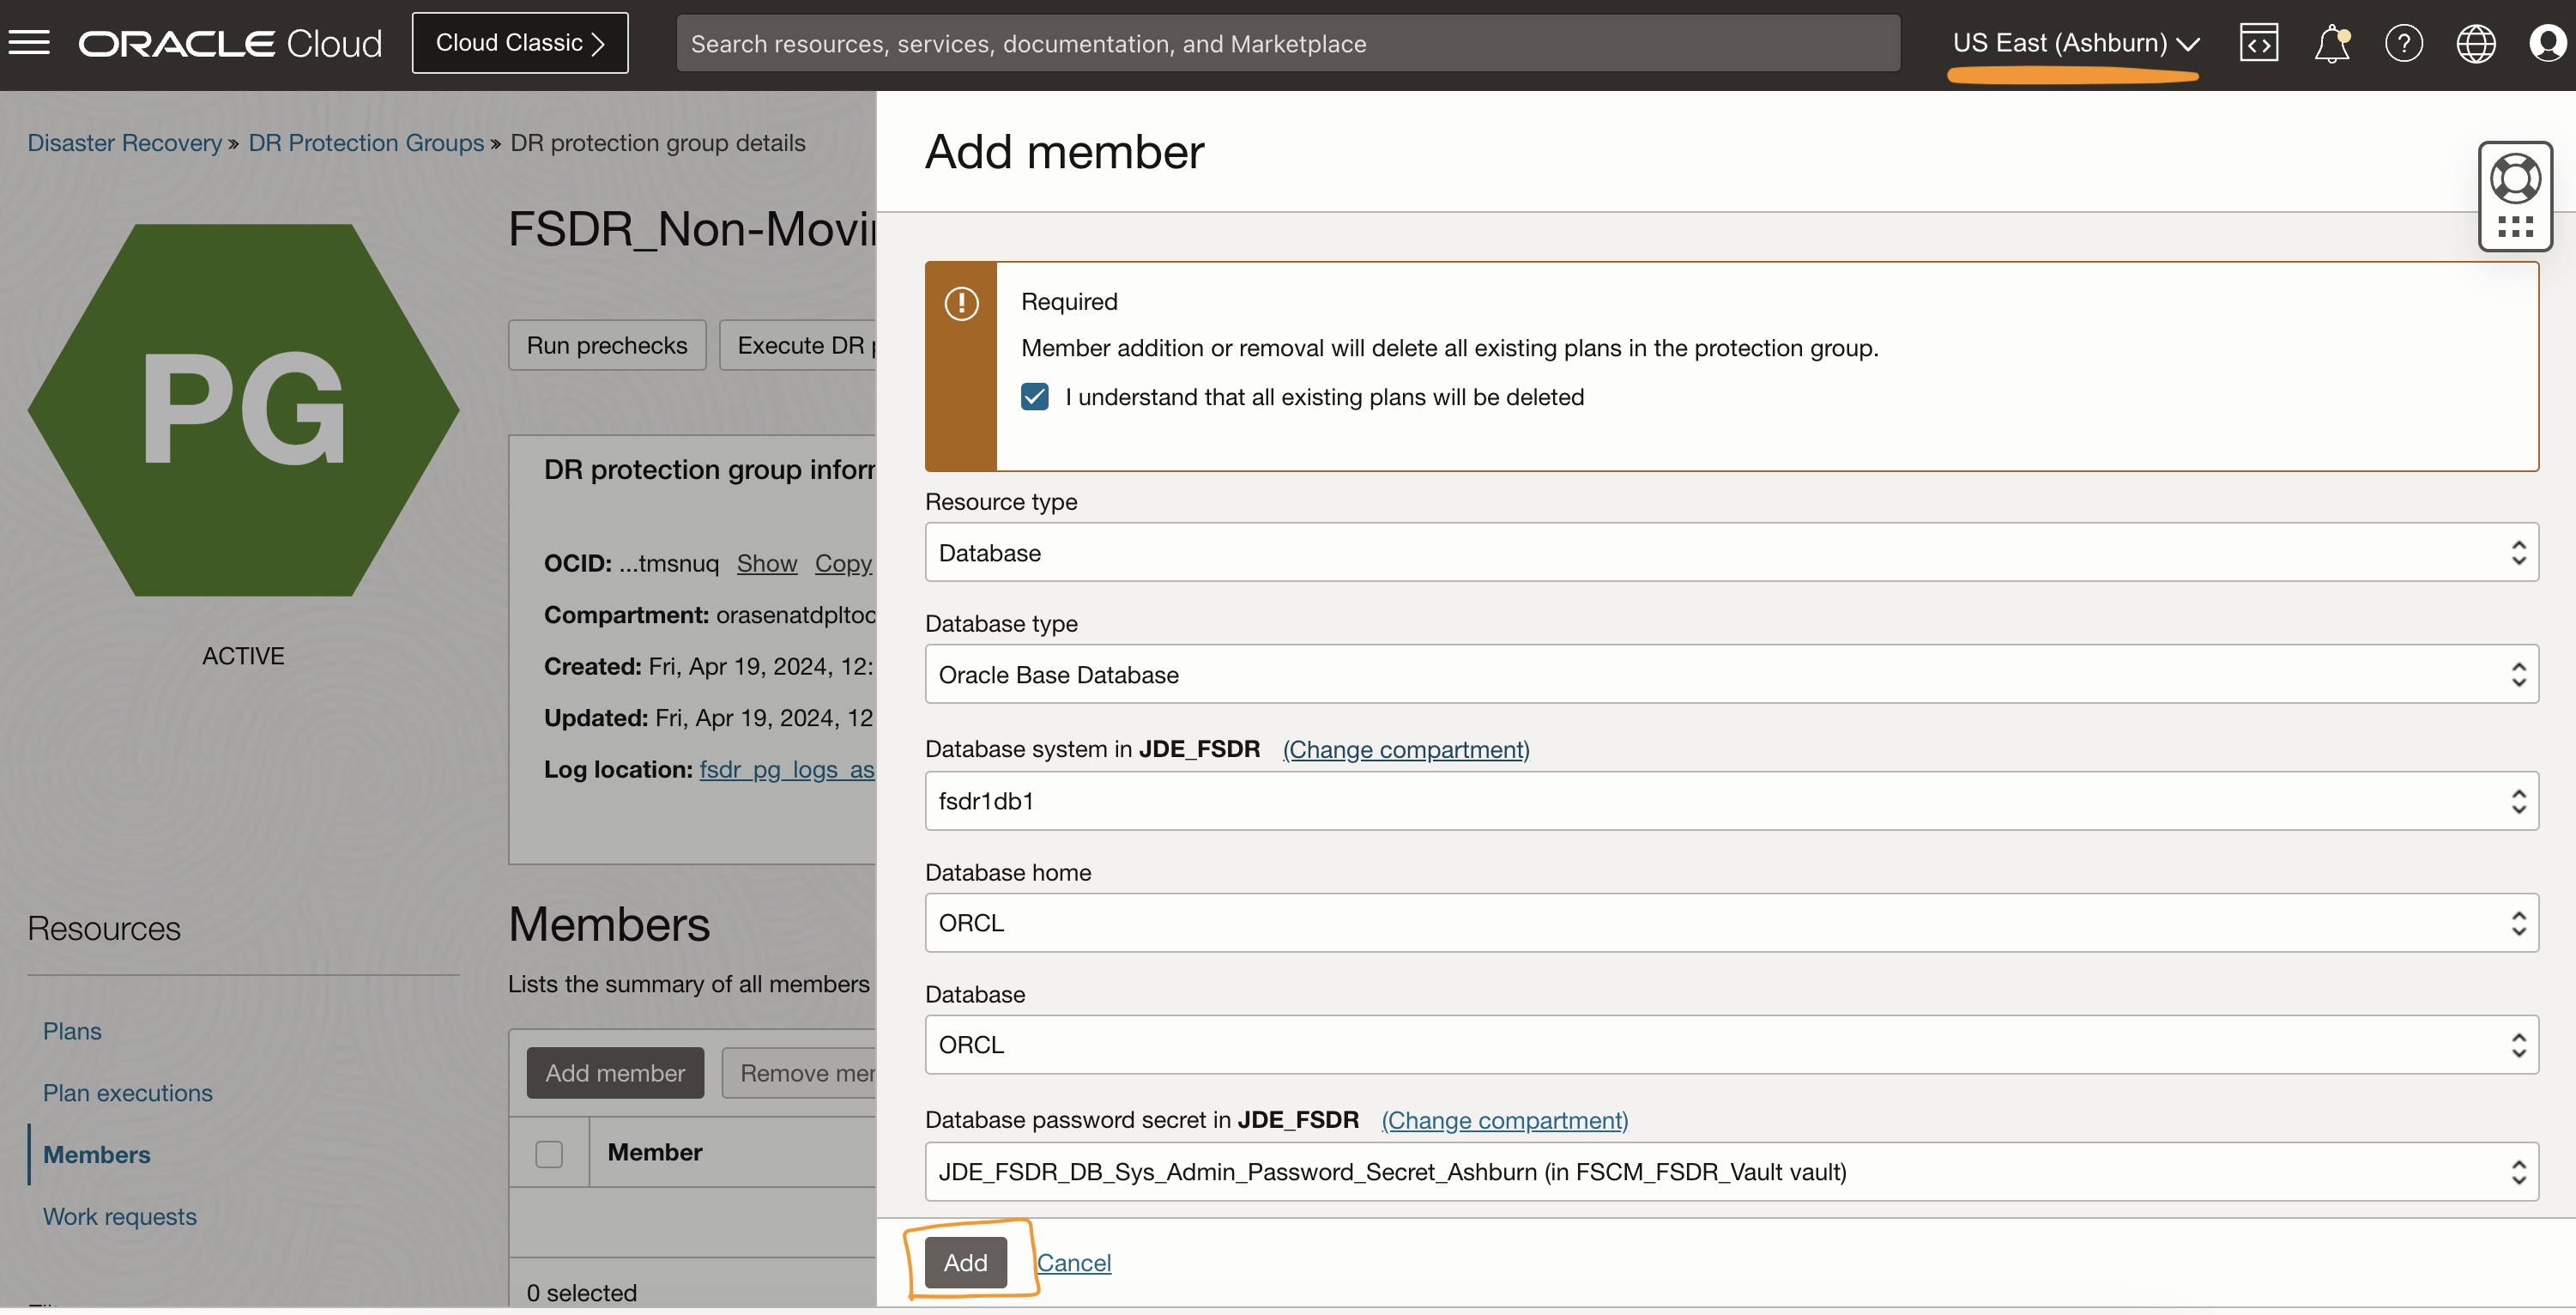 ORACLE Cloud
Cloud Classic
Search resources, services, documentation, and Marketplace
US East (Ashburn)
Disaster Recovery » DR Protection Groups » DR protection group details
PG
ACTIVE
FSDR_Non-Movi
Run prechecks
Execute DR
DR protection group infor
OCID: ...tmsnuq Show Copy
Compartment: orasenatdpltoc
Created: Fri, Apr 19, 2024, 12:
Updated: Fri, Apr 19, 2024, 12
Log location: fsdr_pg_logs_as
Resources
Plans
Plan executions
Members
Work requests
Members
Lists the summary of all members
Add member
Remove me
Member
0 selected
Add member
Required
Member addition or removal will delete all existing plans in the protection group.
I understand that all existing plans will be deleted
Resource type
Database
Database type
Oracle Base Database
Database system in JDE_FSDR (Change compartment)
fsdr1db1
Database home
ORCL
Database
ORCL
Database password secret in JDE_FSDR (Change compartment)
JDE_FSDR_DB_Sys_Admin_Password_Secret_Ashburn (in FSCM_FSDR_Vault vault)
Add
Cancel